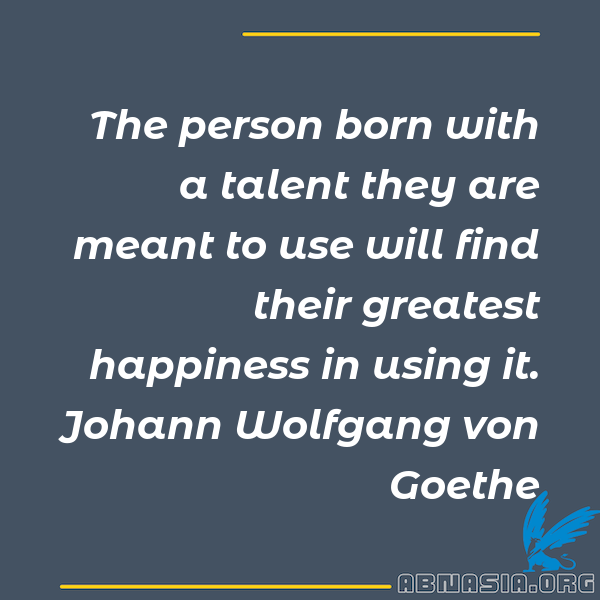 The person born with
a talent they are
meant to use will find
their greatest
happiness in using it.
Johann Wolfgang von
Goethe
ABNASIA.ORG